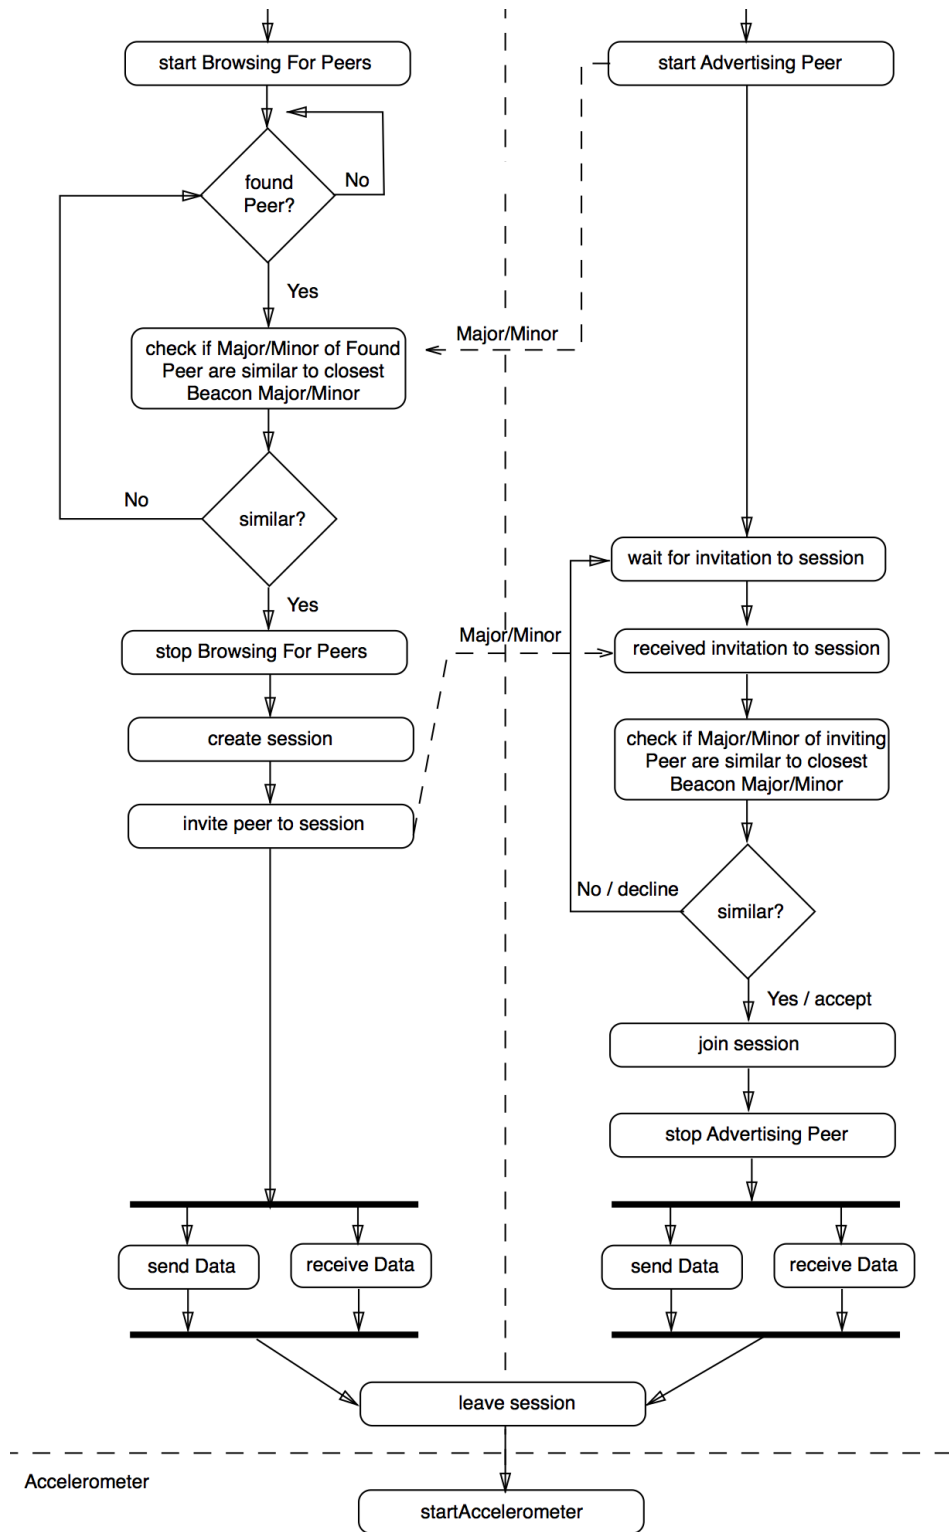 start Browsing For Peers
start Advertising Peer
found
Peer?
No
Yes
Major/Minor
check if Major/Minor of Found
Peer are similar to closest
Beacon Major/Minor
No
similar?
wait for invitation to session
Yes
Major/Minor
stop Browsing For Peers
received invitation to session
create session
check if Major/Minor of inviting
Peer are similar to closest
Beacon Major/Minor
invite peer to session
No / decline
similar?
Yes / accept
join session
stop Advertising Peer
send Data
receive Data
send Data
receive Data
leave session
Accelerometer
startAccelerometer